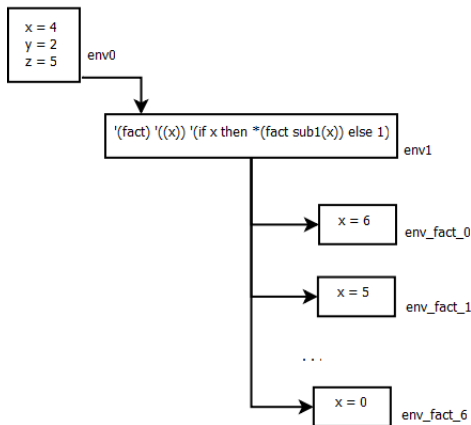 x = 4
y = 2
z = 5
env0
'(fact) '((x)) '(if x then *(fact sub1(x)) else 1)
env1
x = 6
env_fact_0
x = 5
env_fact_1
...
x = 0
env_fact_6